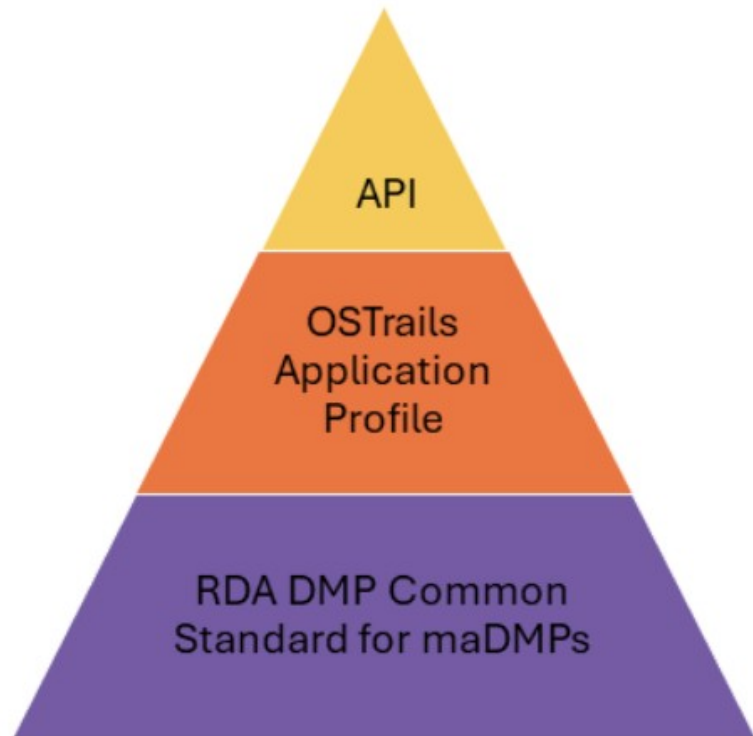 API
OSTrails
Application
Profile
RDA DMP Common
Standard for maDMPs